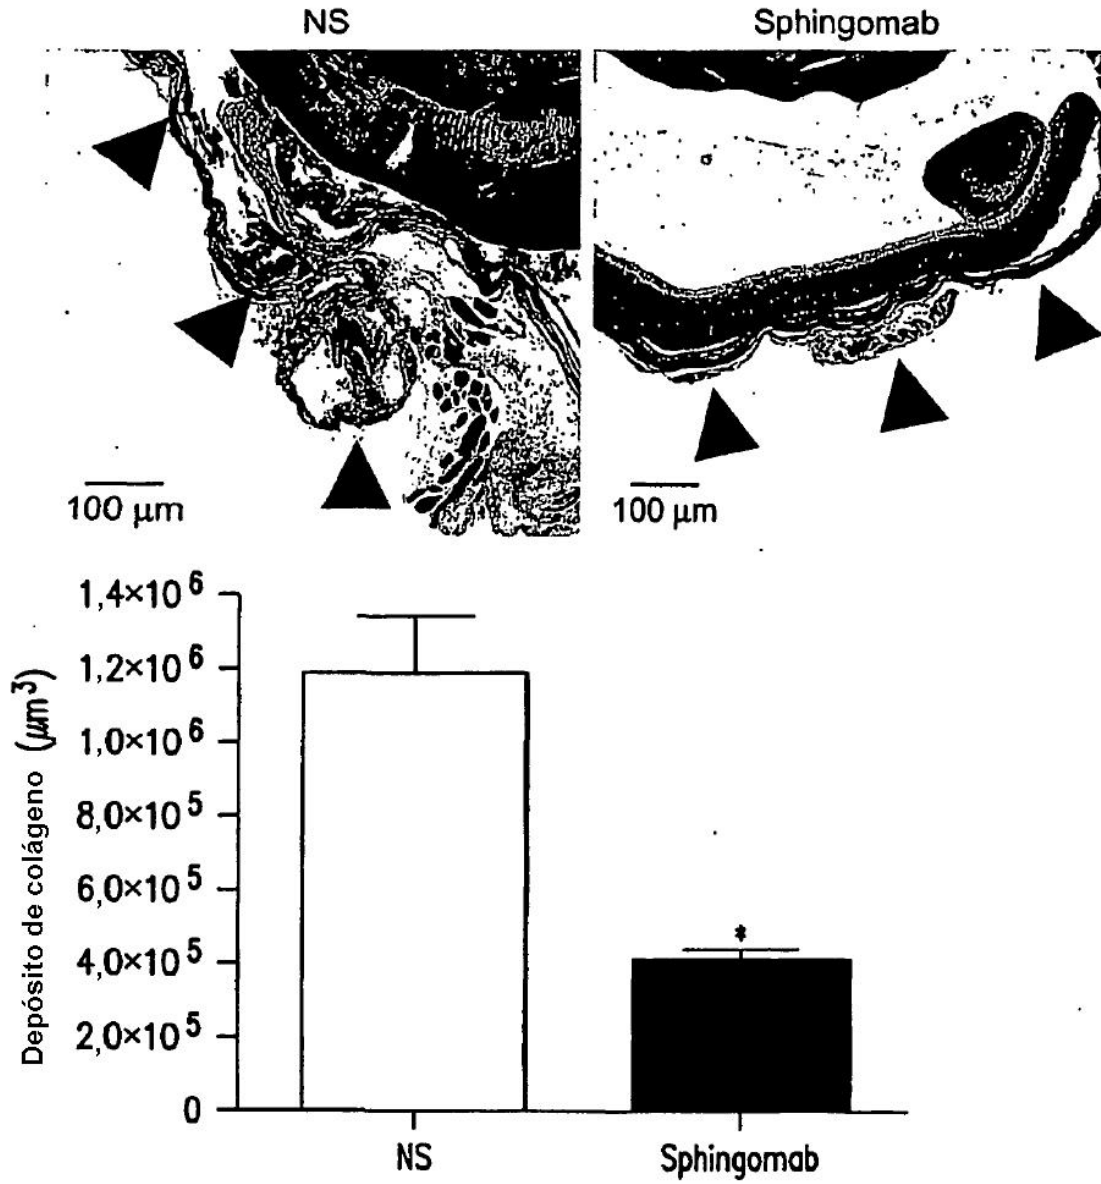 NS
Sphingomab
100 μm
100 μm
Depósito de colágeno (μm³)
1,4×10⁶
1,2×10⁶
1,0×10⁶
8,0×10⁵
6,0×10⁵
4,0×10⁵
2,0×10⁵
0
*
NS
Sphingomab